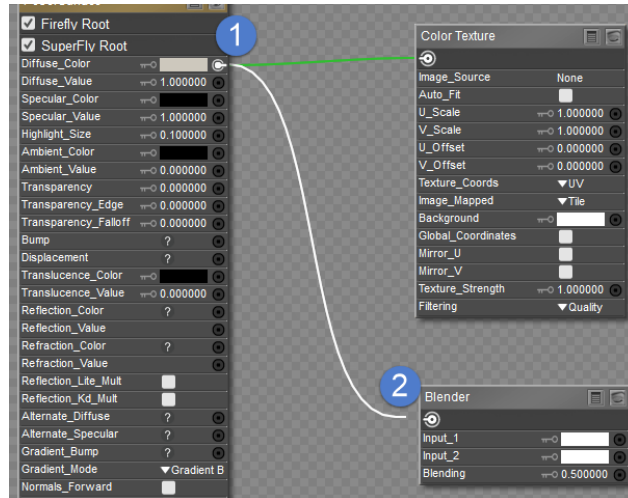 Firefly Root
SuperFly Root
1
Diffuse_Color
Diffuse_Value 1.000000
Specular_Color
Specular_Value 1.000000
Highlight_Size 0.100000
Ambient_Color
Ambient_Value 0.000000
Transparency 0.000000
Transparency_Edge 0.000000
Transparency_Falloff 0.000000
Bump ?
Displacement ?
Translucence_Color
Translucence_Value 0.000000
Reflection_Color ?
Reflection_Value
Refraction_Color ?
Refraction_Value
Reflection_Lite_Mult
Reflection_Kd_Mult
Alternate_Diffuse ?
Alternate_Specular ?
Gradient_Bump ?
Gradient_Mode ▼Gradient B
Normals_Forward
Color Texture
Image_Source None
Auto_Fit
U_Scale 1.000000
V_Scale 1.000000
U_Offset 0.000000
V_Offset 0.000000
Texture_Coords ▼UV
Image_Mapped ▼Tile
Background
Global_Coordinates
Mirror_U
Mirror_V
Texture_Strength 1.000000
Filtering ▼Quality
2
Blender
Input_1
Input_2
Blending 0.500000